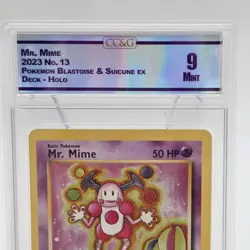 CC&G
Mr. Mime
2023 No. 13
Pokemon Blastoise & Suicune ex
Deck - Holo
9
Mint
Basic Pokémon
Mr. Mime
50 HP